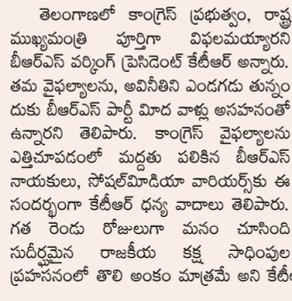 తెలంగాణలో కాంగ్రెస్ ప్రభుత్వం, రాష్ట్ర
ముఖ్యమంత్రి పూర్తిగా విఫలమయ్యారని
బీఆర్ఎస్ వర్కింగ్ ప్రెసిడెంట్ కేటీఆర్ అన్నారు.
తమ వైఫల్యాలను, అవినీతిని ఎండగడు తున్నం
దుకు బీఆర్ఎస్ పార్టీ మీద వాళ్లు అసహనంతో
ఉన్నారని తెలిపారు. కాంగ్రెస్ వైఫల్యాలను
ఎత్తిచూపడంలో మద్దతు పలికిన బీఆర్ఎస్
నాయకులు, సోషల్మీడియా వారియర్స్‌కు ఈ
సందర్భంగా కేటీఆర్ ధన్య వాదాలు తెలిపారు.
గత రెండు రోజులుగా మనం చూసింది
సుదీర్ఘమైన రాజకీయ కక్ష సాధింపుల
ప్రహసనంలో తొలి అంకం మాత్రమే అని